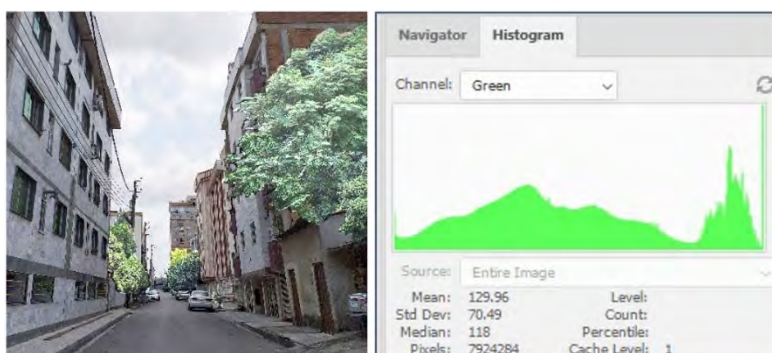 Navigator Histogram
Channel: Green
Source: Entire Image
Mean: 129.96 Level:
Std Dev: 70.49 Count:
Median: 118 Percentile:
Pixels: 7924284 Cache Level: 1